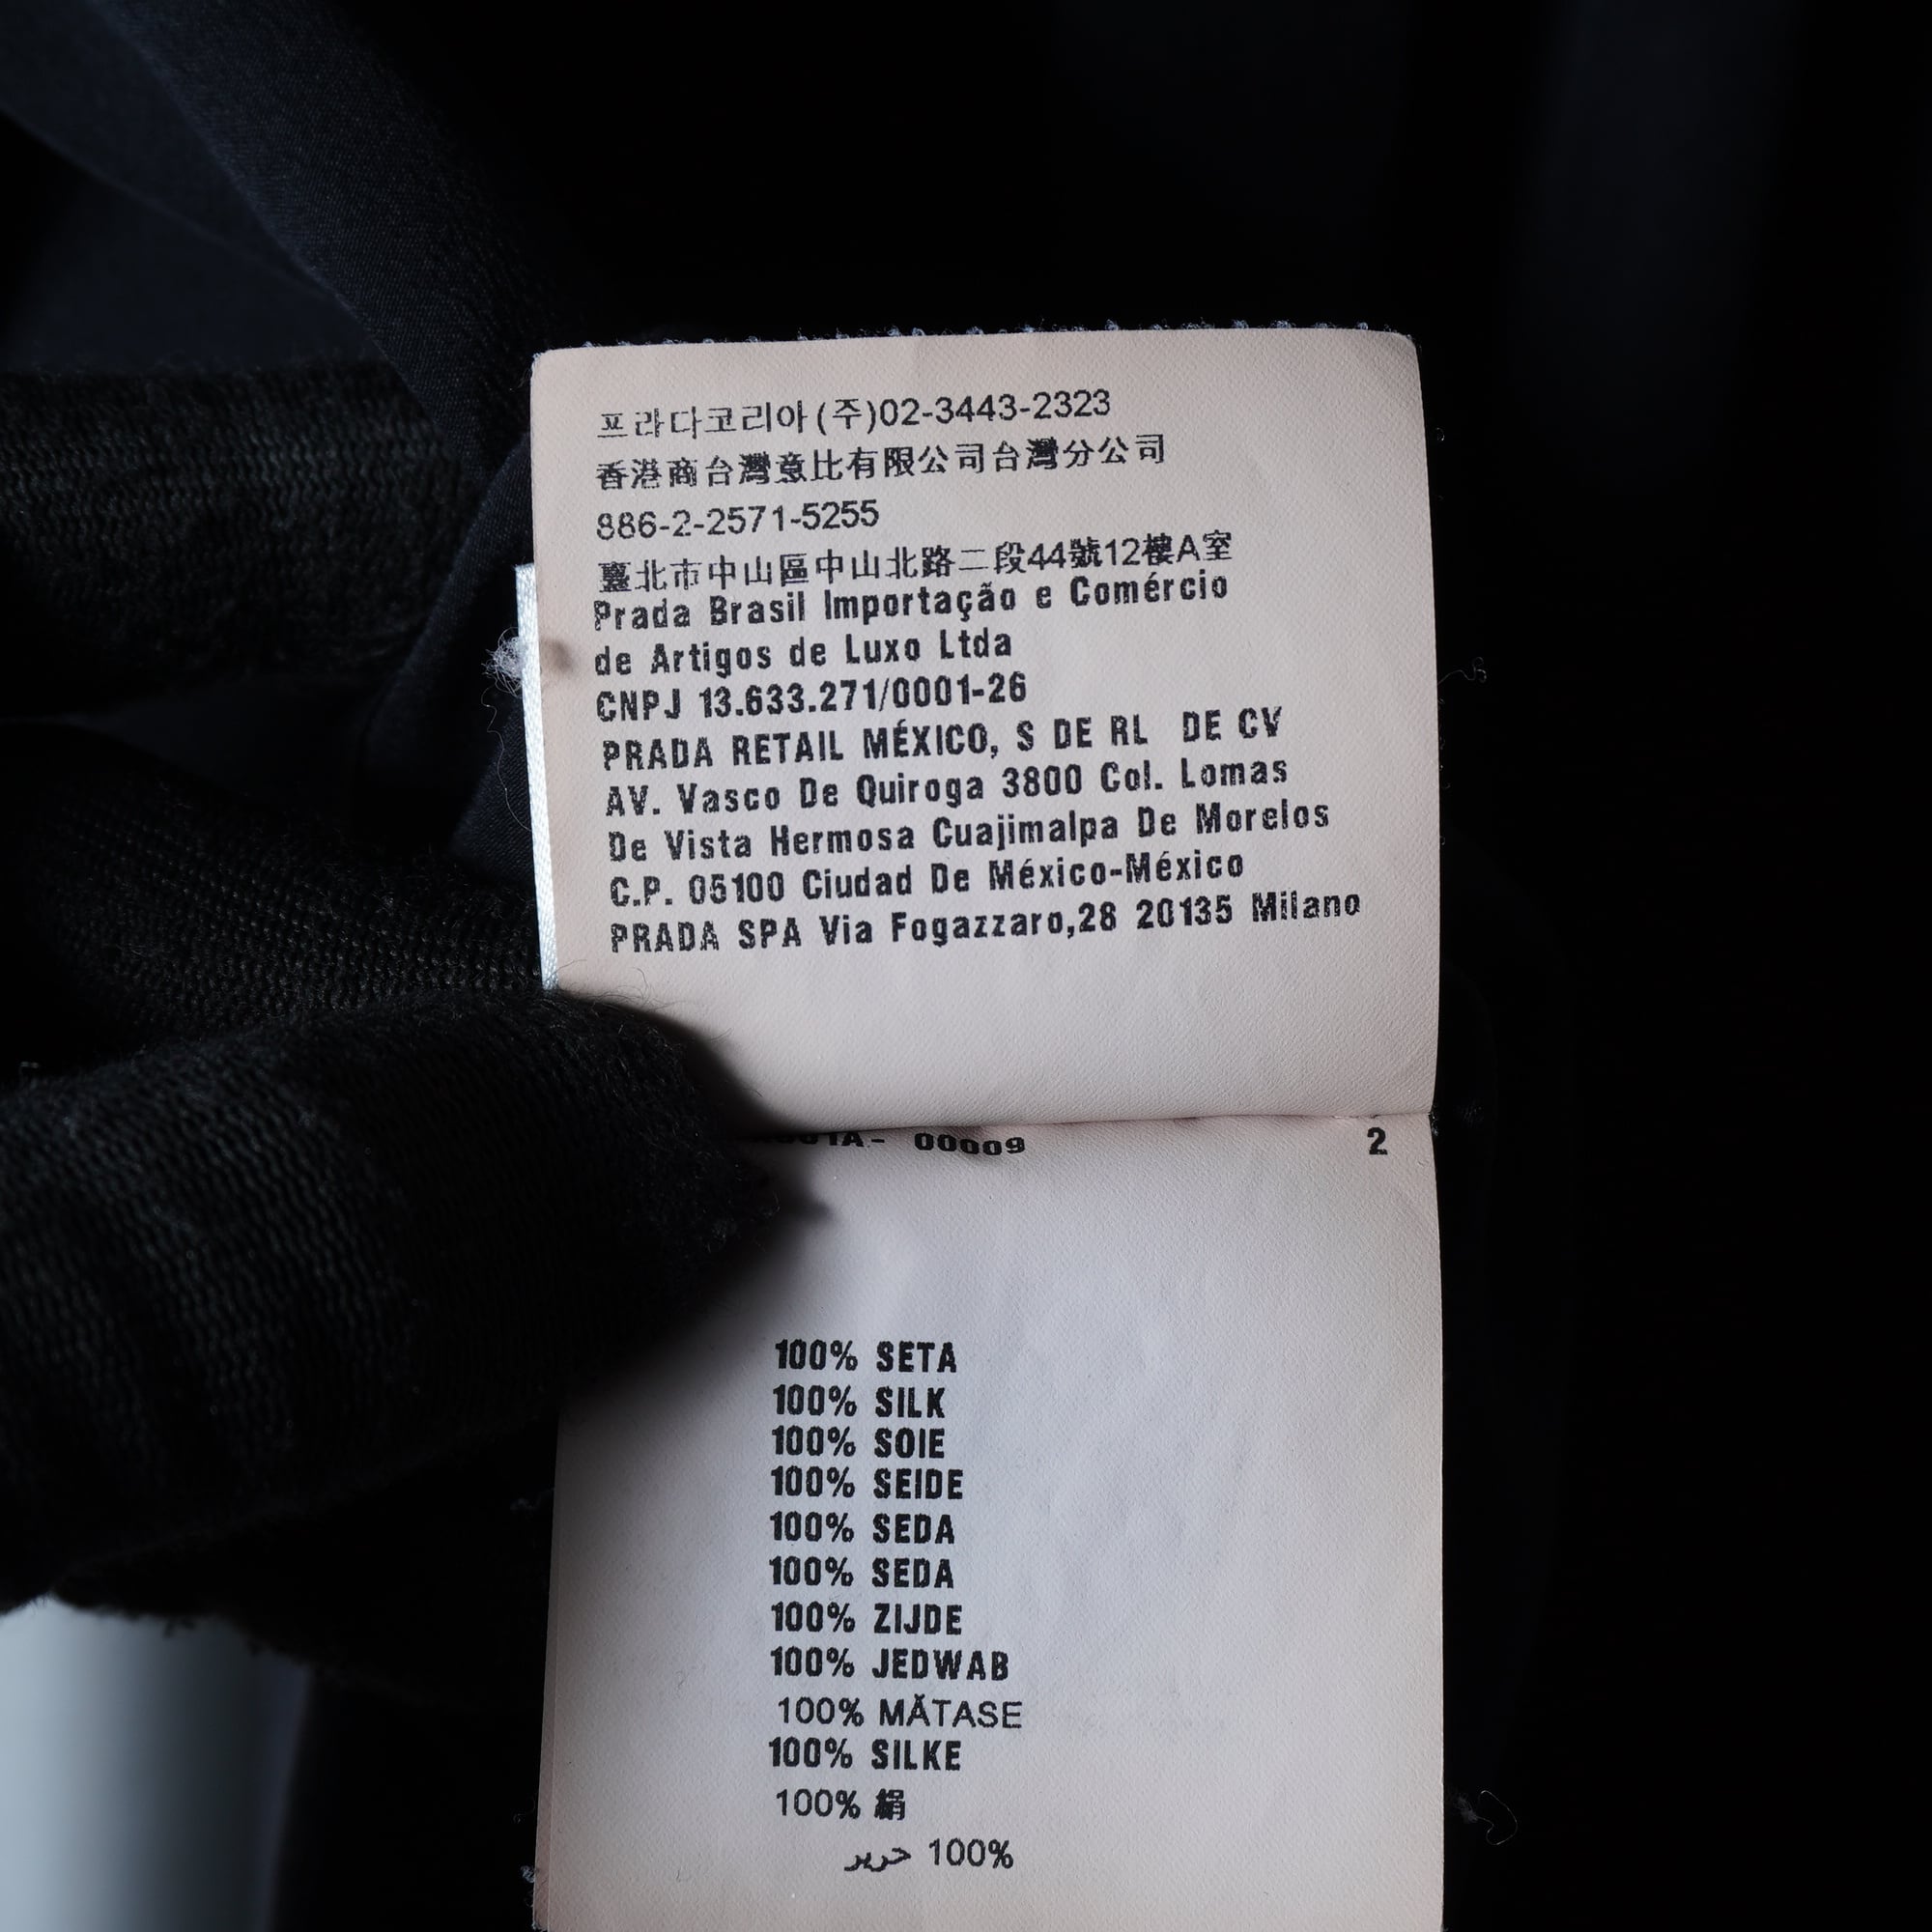 프라다코리아(주)02-3443-2323
香港商台灣意比有限公司台灣分公司
886-2-2571-5255
臺北市中山區中山北路二段44號12樓A室
Prada Brasil Importação e Comércio
de Artigos de Luxo Ltda
CNPJ 13.633.271/0001-26
PRADA RETAIL MÉXICO, S DE RL DE CV
AV. Vasco De Quiroga 3800 Col. Lomas
De Vista Hermosa Cuajimalpa De Morelos
C.P. 05100 Ciudad De México-México
PRADA SPA Via Fogazzaro,28 20135 Milano
00009 2
100% SETA
100% SILK
100% SOIE
100% SEIDE
100% SEDA
100% SEDA
100% ZIJDE
100% JEDWAB
100% MĂTASE
100% SILKE
100% 絹
100% حرير